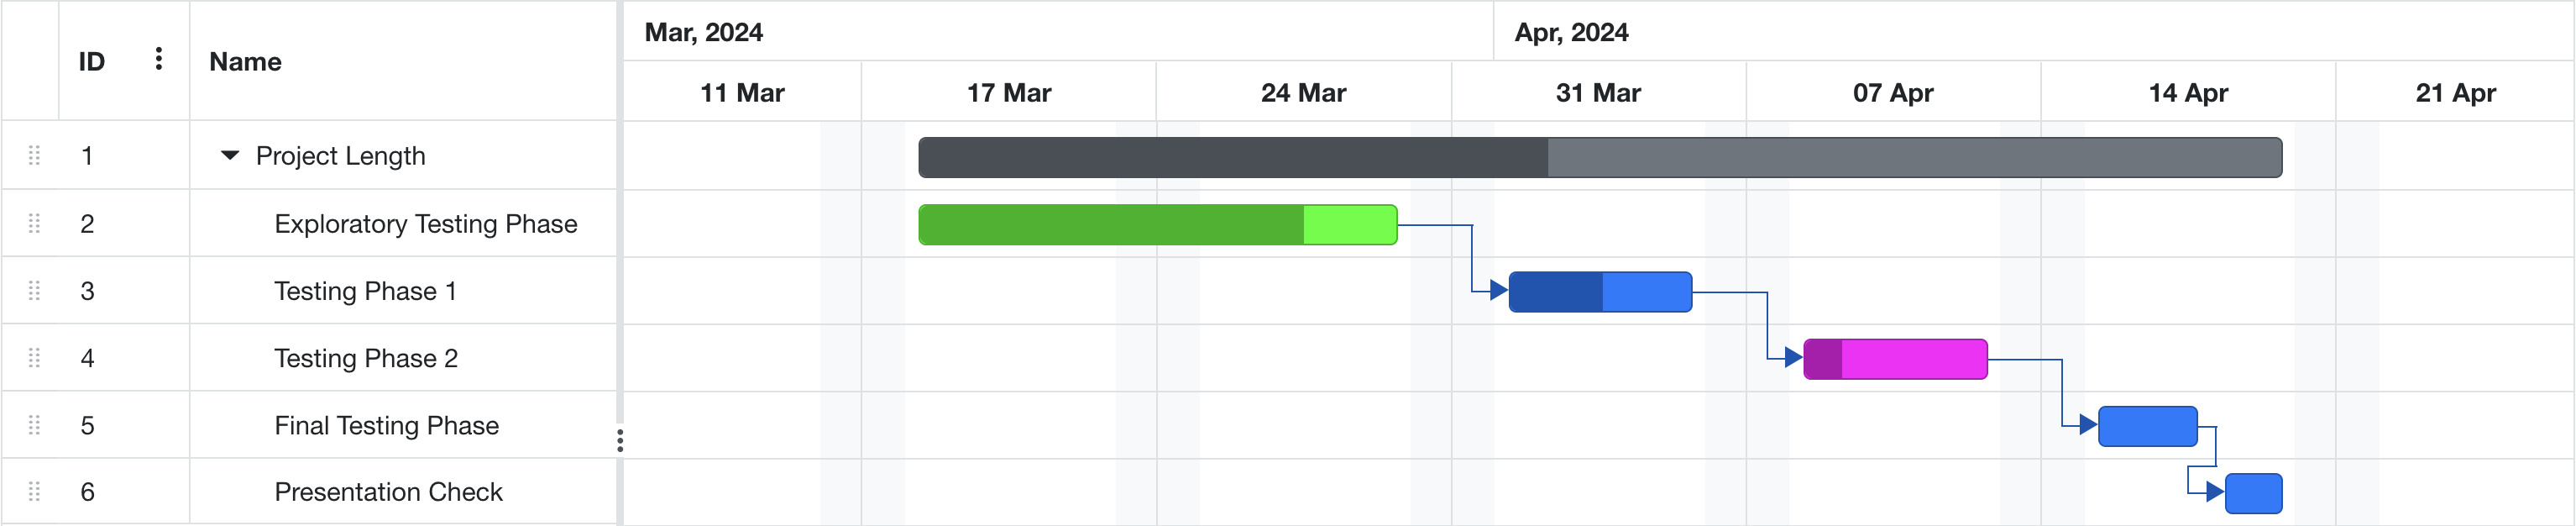 ID
Name
Mar, 2024
Apr, 2024
11 Mar
17 Mar
24 Mar
31 Mar
07 Apr
14 Apr
21 Apr
1 Project Length
2 Exploratory Testing Phase
3 Testing Phase 1
4 Testing Phase 2
5 Final Testing Phase
6 Presentation Check